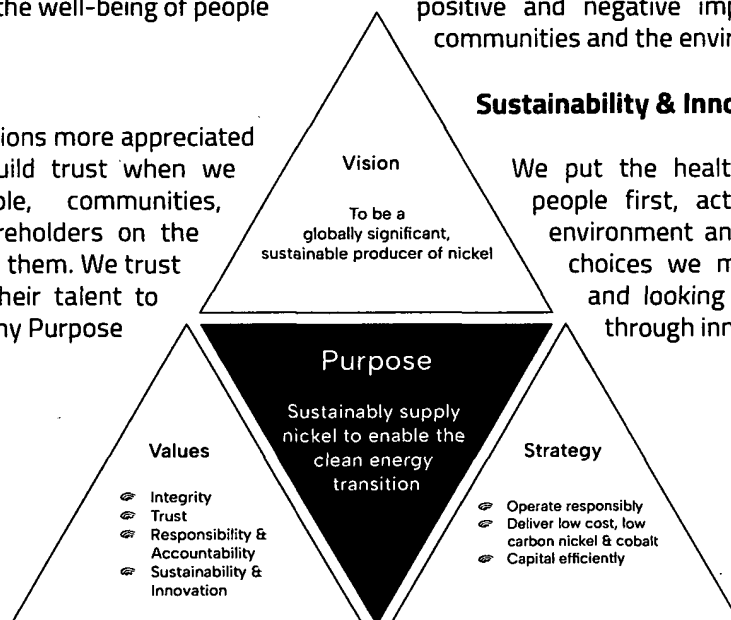 the well-being of people
ions more appreciated
uild trust when we
ple, communities,
reholders on the
them. We trust
heir talent to
ny Purpose
positive and negative imp
communities and the envir
Sustainability & Inno
We put the healt
people first, act
environment an
choices we m
and looking
through inn
Vision
To be a
globally significant,
sustainable producer of nickel
Purpose
Sustainably supply
nickel to enable the
clean energy
transition
Values
Integrity
Trust
Responsibility &
Accountability
Sustainability &
Innovation
Strategy
Operate responsibly
Deliver low cost, low
carbon nickel & cobalt
Capital efficiently